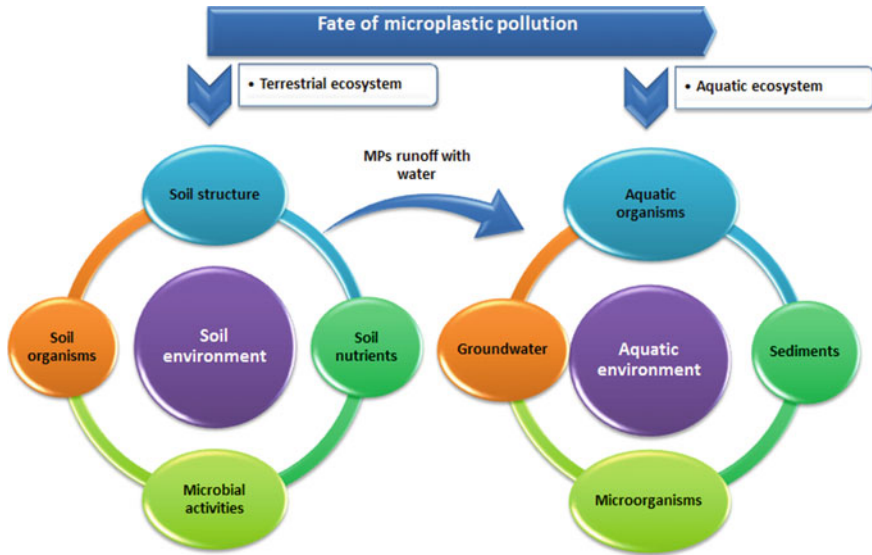 Fate of microplastic pollution
• Terrestrial ecosystem
• Aquatic ecosystem
MPs runoff with
water
Soil structure
Soil
organisms
Soil
environment
Soil
nutrients
Microbial
activities
Aquatic
organisms
Groundwater
Aquatic
environment
Sediments
Microorganisms